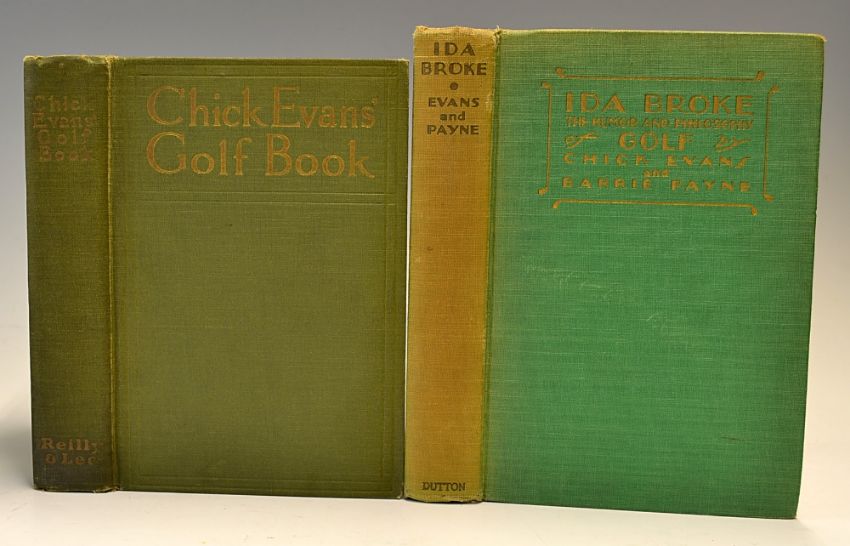 Chick
Evans'
Golf
Book
Reilly
& Lee
Chick Evans'
Golf Book
IDA
BROKE
EVANS
and
PAYNE
DUTTON
IDA BROKE
THE HUMOR AND PHILOSOPHY
of GOLF by
CHICK EVANS
and
BARRIE PAYNE